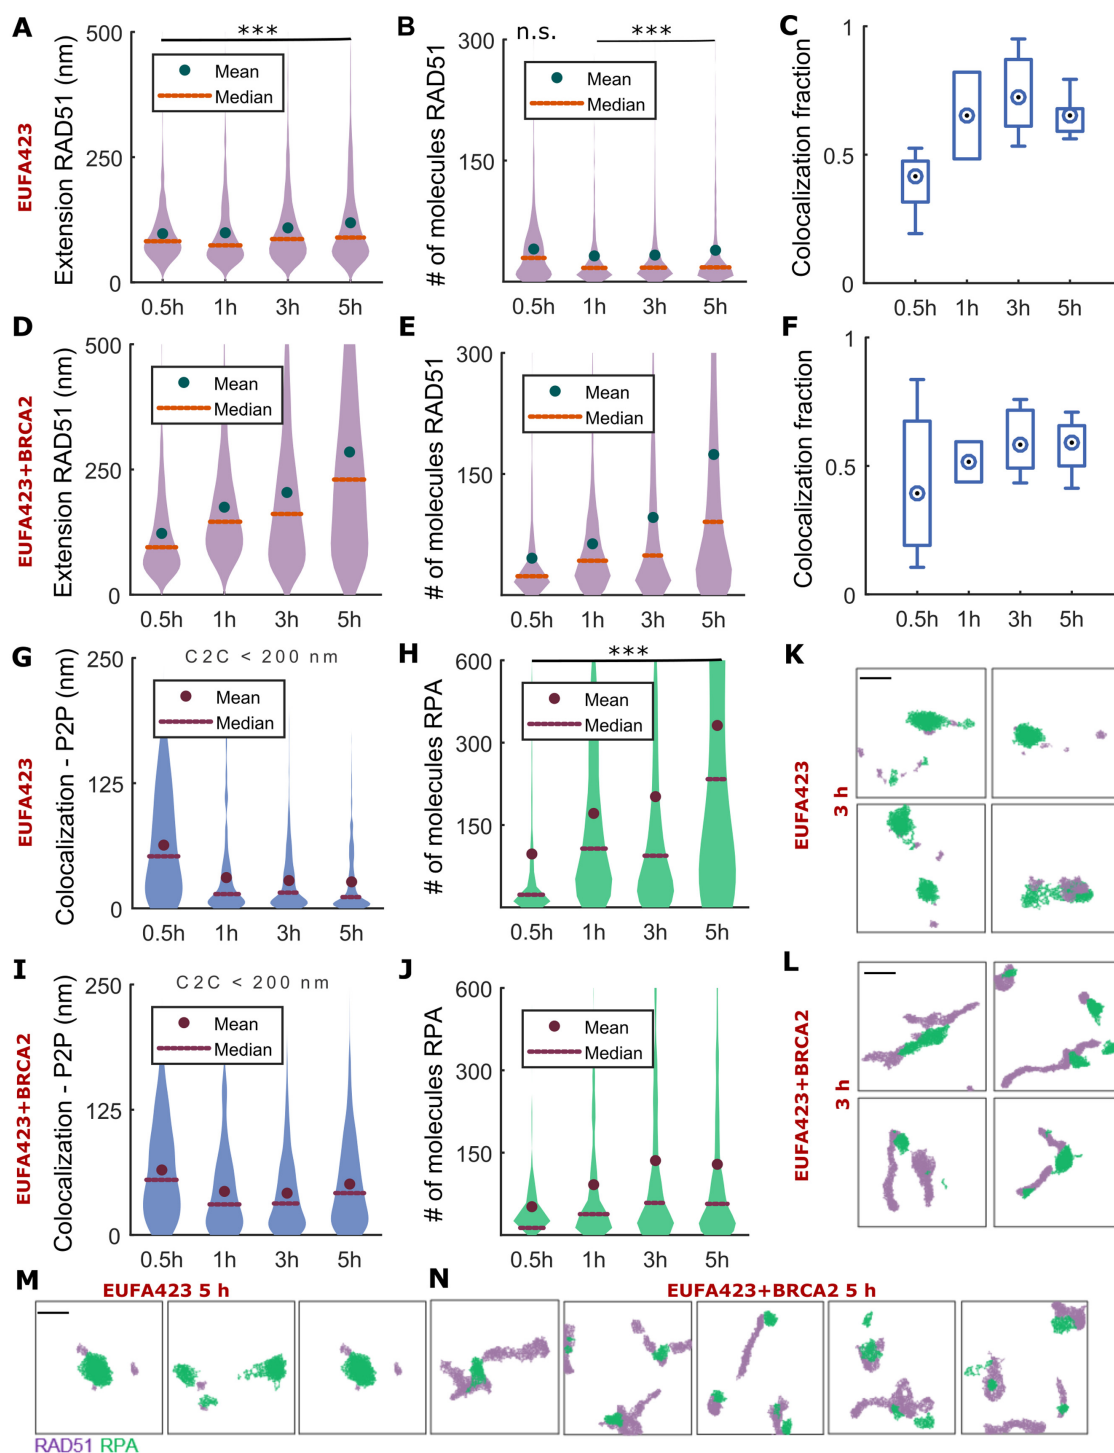 A
EUFA423
Extension RAD51 (nm)
500
250
0
***
Mean
Median
0.5h 1h 3h 5h
B
# of molecules RAD51
300
150
n.s.
***
Mean
Median
0.5h 1h 3h 5h
C
Colocalization fraction
1
0.5
0
0.5h 1h 3h 5h
D
EUFA423+BRCA2
Extension RAD51 (nm)
500
250
0
Mean
Median
0.5h 1h 3h 5h
E
# of molecules RAD51
300
150
Mean
Median
0.5h 1h 3h 5h
F
Colocalization fraction
1
0.5
0
0.5h 1h 3h 5h
G
EUFA423
Colocalization - P2P (nm)
250
125
0
C2C < 200 nm
Mean
Median
0.5h 1h 3h 5h
H
# of molecules RPA
600
300
150
***
Mean
Median
0.5h 1h 3h 5h
K
EUFA423
3 h
I
EUFA423+BRCA2
Colocalization - P2P (nm)
250
125
0
C2C < 200 nm
Mean
Median
0.5h 1h 3h 5h
J
# of molecules RPA
600
300
150
Mean
Median
0.5h 1h 3h 5h
L
EUFA423+BRCA2
3 h
M
EUFA423 5 h
N
EUFA423+BRCA2 5 h
RAD51 RPA